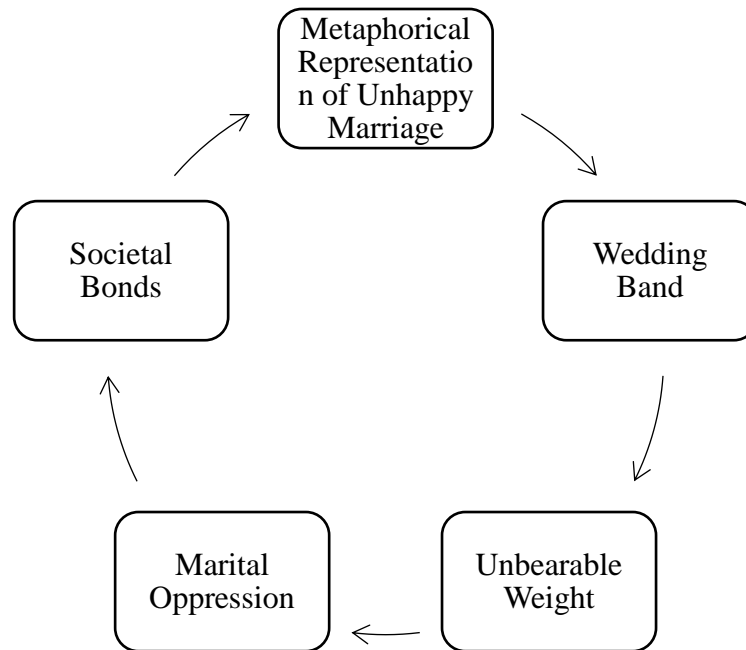 Metaphorical
Representatio
n of Unhappy
Marriage
Wedding
Band
Unbearable
Weight
Marital
Oppression
Societal
Bonds